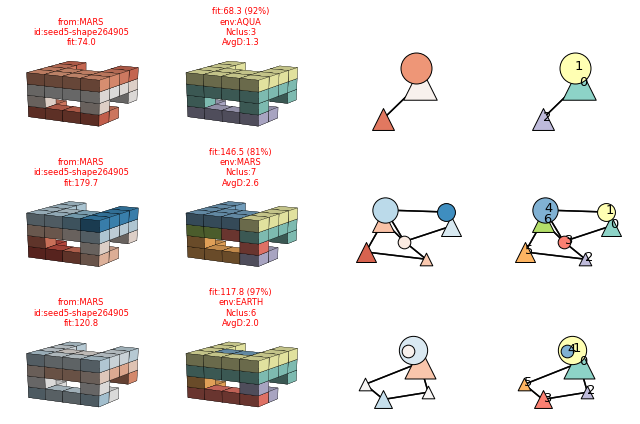 from:MARS
id:seed5-shape264905
fit:74.0
fit:68.3 (92%)
env:AQUA
Nclus:3
AvgD:1.3
1
0
2
from:MARS
id:seed5-shape264905
fit:179.7
fit:146.5 (81%)
env:MARS
Nclus:7
AvgD:2.6
4
1
6
0
3
5
2
from:MARS
id:seed5-shape264905
fit:120.8
fit:117.8 (97%)
env:EARTH
Nclus:6
AvgD:2.0
4
1
0
5
2
3